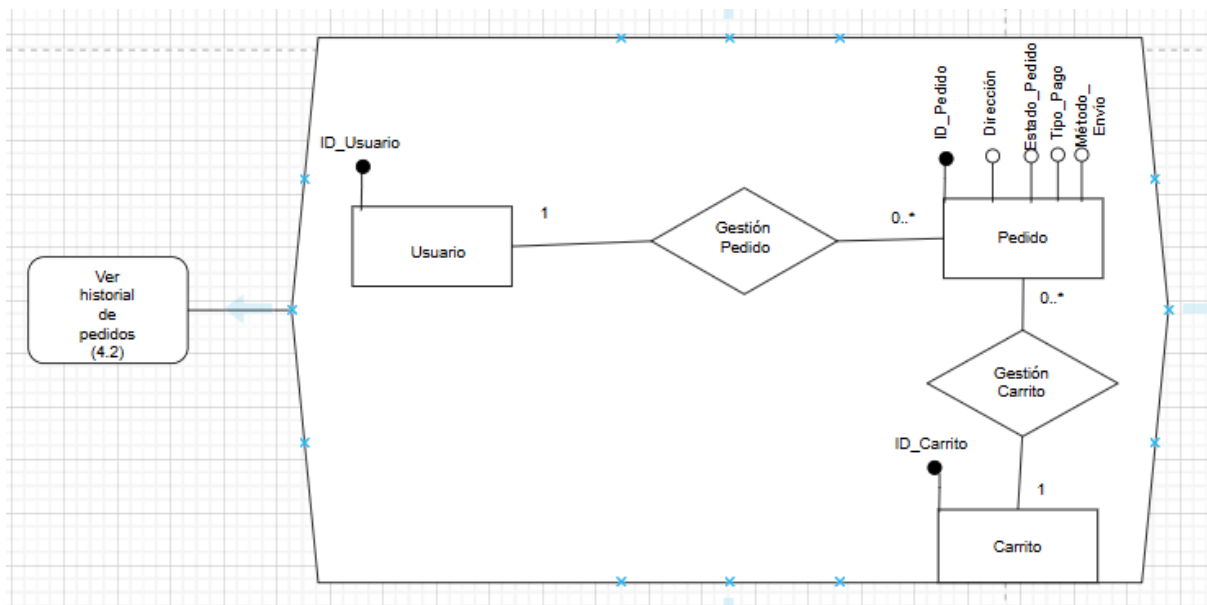 ID_Usuario
ID_Pedido
Dirección
Estado_Pedido
Tipo_Pago
Método_
Envío
1
Gestión
Pedido
0..*
Usuario
Pedido
Ver
historial
de
pedidos
(4.2)
0..*
Gestión
Carrito
ID_Carrito
1
Carrito